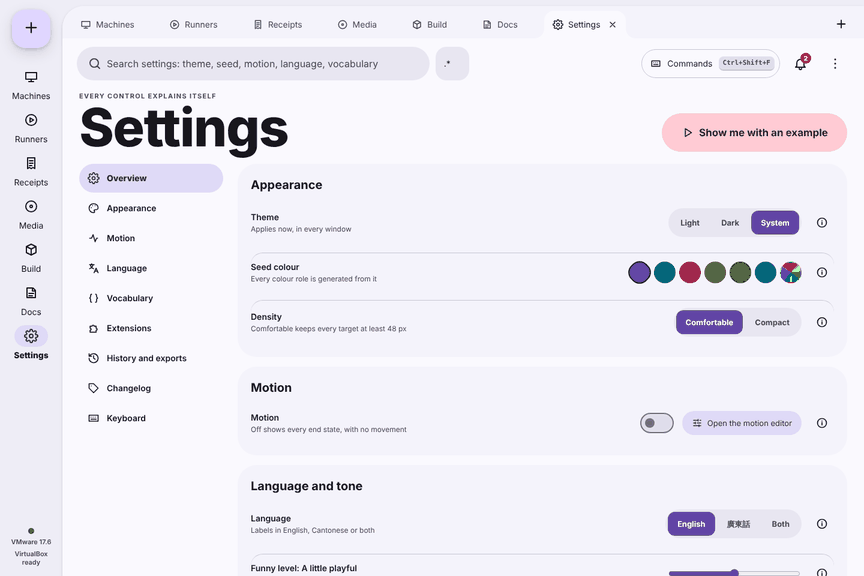 Machines
Runners
Receipts
Media
Build
Docs
Settings
Search settings: theme, seed, motion, language, vocabulary
.*
Commands
Ctrl+Shift+F
2
Machines
Runners
Receipts
Media
Build
Docs
Settings
VMware 17.6
VirtualBox
ready
EVERY CONTROL EXPLAINS ITSELF
Settings
Show me with an example
Overview
Appearance
Motion
Language
Vocabulary
Extensions
History and exports
Changelog
Keyboard
Appearance
Theme
Applies now, in every window
Light
Dark
System
Seed colour
Every colour role is generated from it
Density
Comfortable keeps every target at least 48 px
Comfortable
Compact
Motion
Motion
Off shows every end state, with no movement
Open the motion editor
Language and tone
Language
Labels in English, Cantonese or both
English
廣東話
Both
Funny level: A little playful